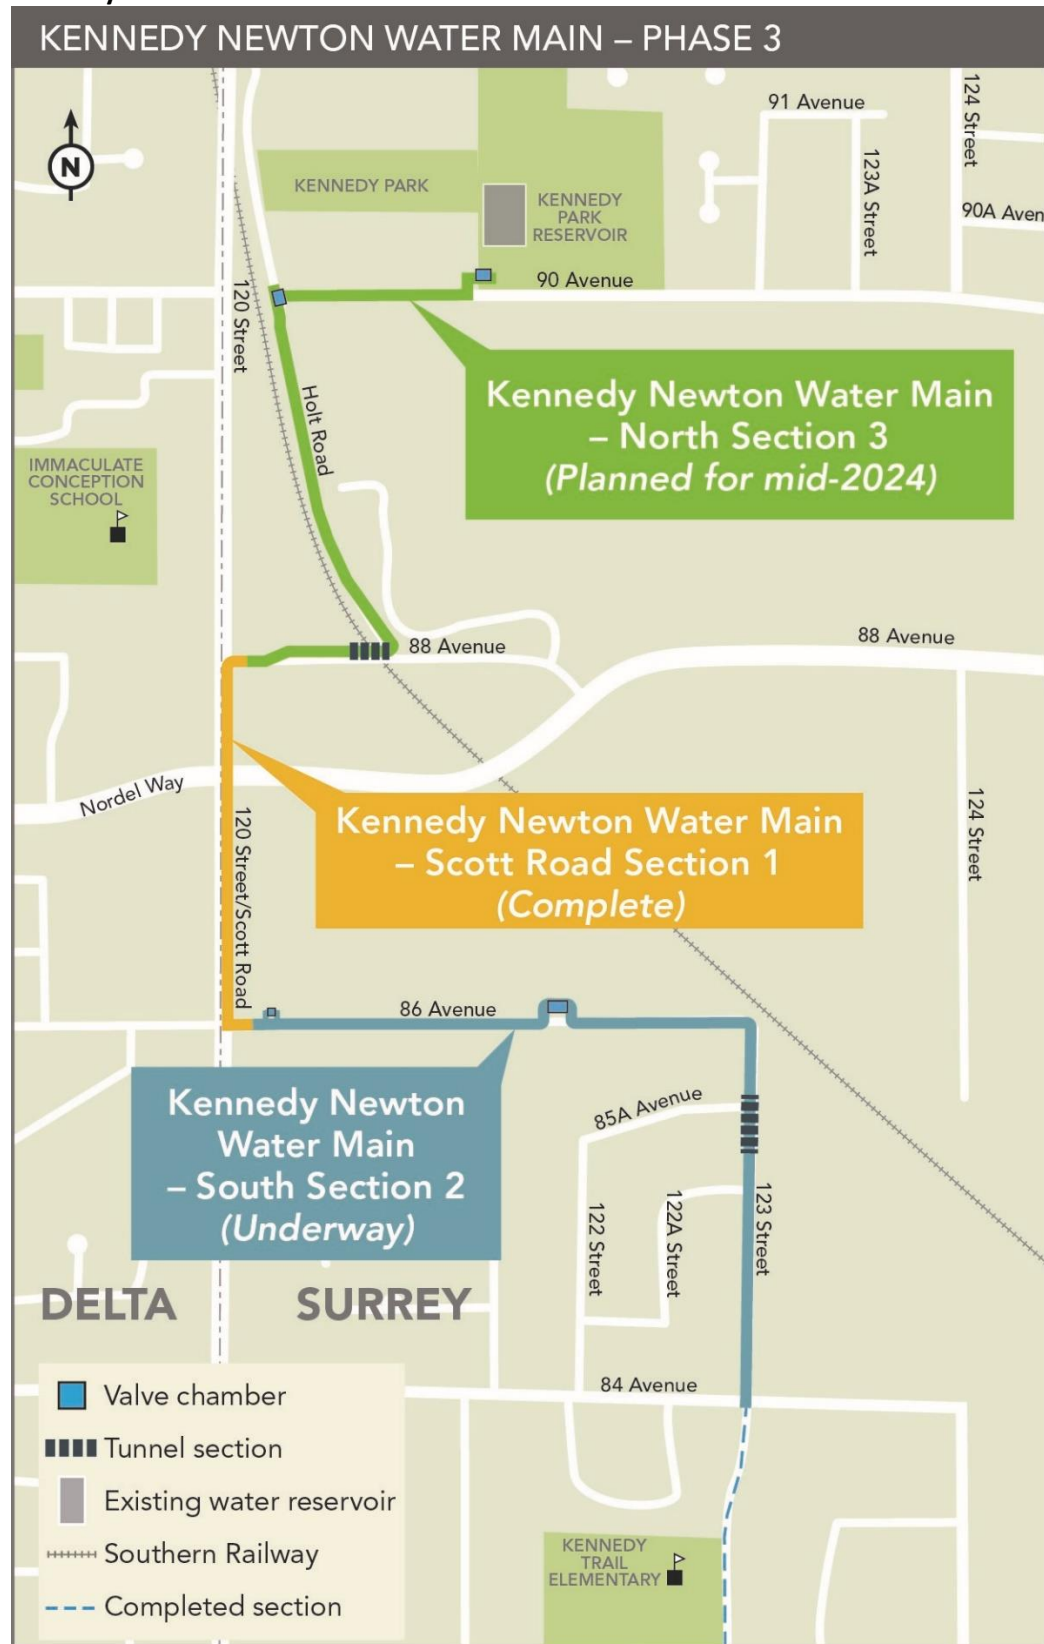 KENNEDY NEWTON WATER MAIN – PHASE 3
91 Avenue
124 Street
123A Street
N
KENNEDY PARK
KENNEDY
PARK
RESERVOIR
90A Aven
90 Avenue
120 Street
Holt Road
Kennedy Newton Water Main
– North Section 3
(Planned for mid-2024)
IMMACULATE
CONCEPTION
SCHOOL
88 Avenue
88 Avenue
Nordel Way
Kennedy Newton Water Main
– Scott Road Section 1
(Complete)
124 Street
120 Street/Scott Road
86 Avenue
Kennedy Newton
Water Main
– South Section 2
(Underway)
85A Avenue
122 Street
122A Street
123 Street
DELTA
SURREY
84 Avenue
Valve chamber
Tunnel section
Existing water reservoir
Southern Railway
Completed section
KENNEDY
TRAIL
ELEMENTARY